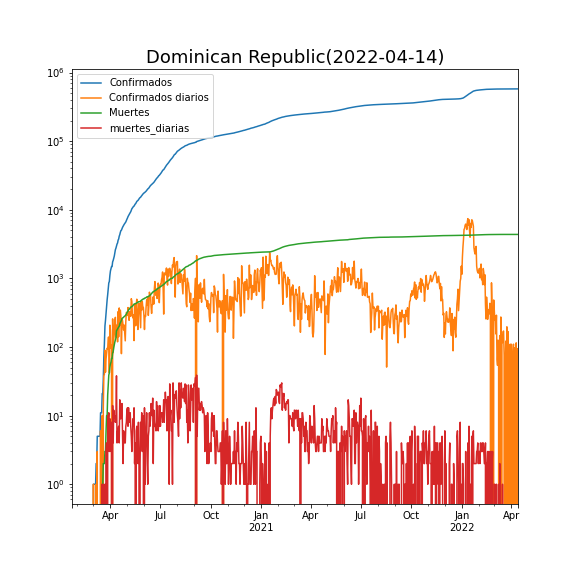 Dominican Republic(2022-04-14)
Confirmados
Confirmados diarios
Muertes
muertes_diarias
10⁶
10⁵
10⁴
10³
10²
10¹
10⁰
Apr Jul Oct Jan Apr Jul Oct Jan Apr
2021 2022